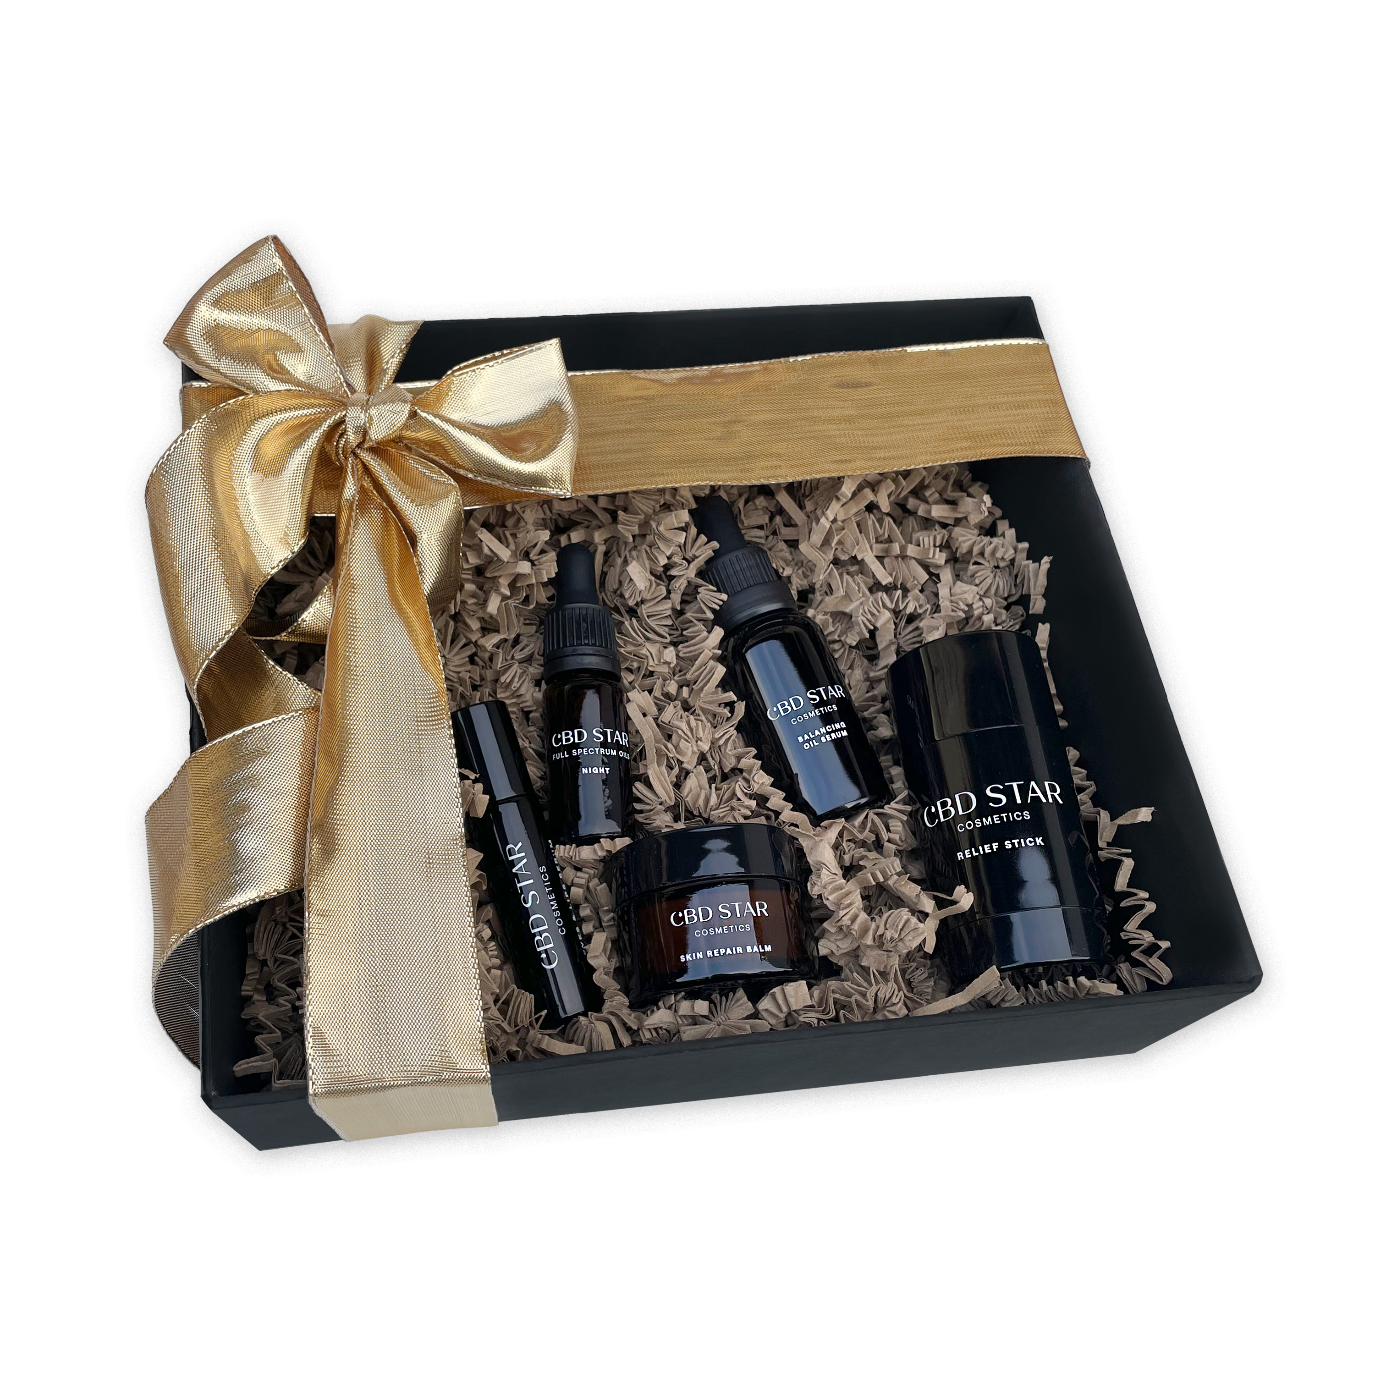 CBD STAR
COSMETICS
CBD STAR
FULL SPECTRUM OILS
NIGHT
CBD STAR
COSMETICS
BALANCING
OIL SERUM
CBD STAR
COSMETICS
SKIN REPAIR BALM
CBD STAR
COSMETICS
RELIEF STICK